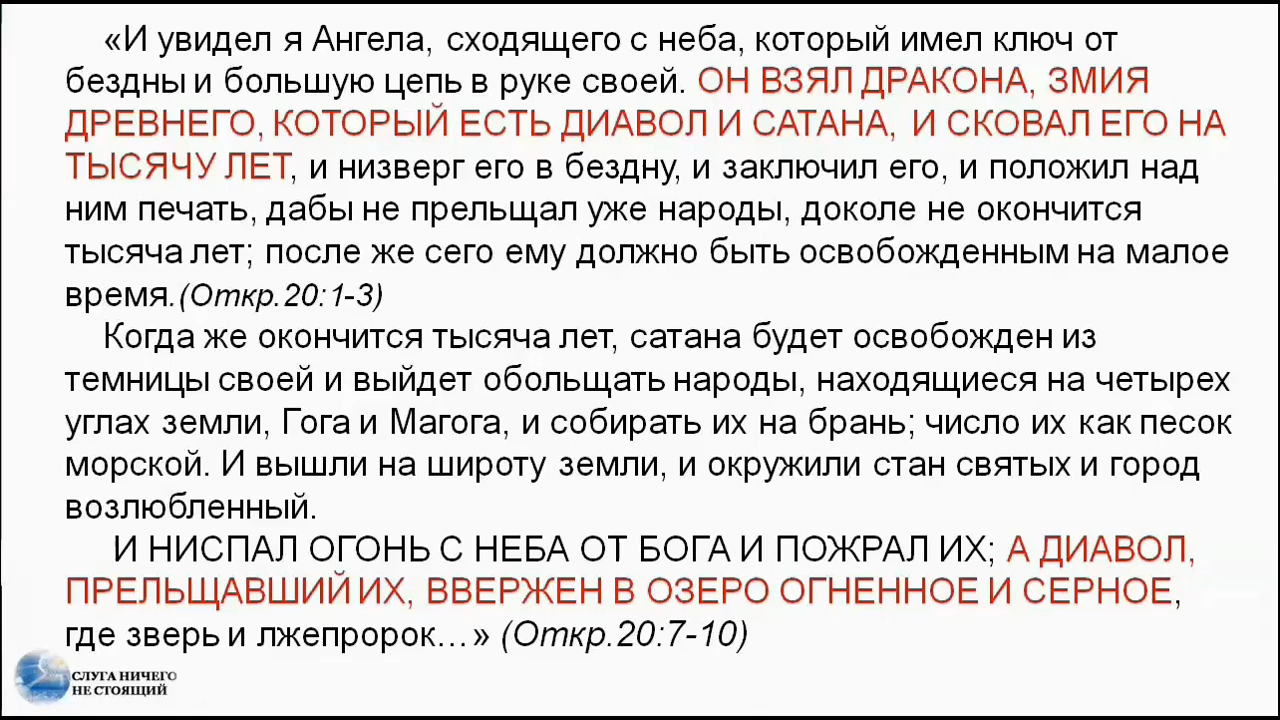 «И увидел я Ангела, сходящего с неба, который имел ключ от
бездны и большую цепь в руке своей. ОН ВЗЯЛ ДРАКОНА, ЗМИЯ
ДРЕВНЕГО, КОТОРЫЙ ЕСТЬ ДИАВОЛ И САТАНА, И СКОВАЛ ЕГО НА
ТЫСЯЧУ ЛЕТ, и низверг его в бездну, и заключил его, и положил над
ним печать, дабы не прельщал уже народы, доколе не окончится
тысяча лет; после же сего ему должно быть освобожденным на малое
время.(Откр.20:1-3)
Когда же окончится тысяча лет, сатана будет освобожден из
темницы своей и выйдет обольщать народы, находящиеся на четырех
углах земли, Гога и Магога, и собирать их на брань; число их как песок
морской. И вышли на широту земли, и окружили стан святых и город
возлюбленный.
И НИСПАЛ ОГОНЬ С НЕБА ОТ БОГА И ПОЖРАЛ ИХ; А ДИАВОЛ,
ПРЕЛЬЩАВШИЙ ИХ, ВВЕРЖЕН В ОЗЕРО ОГНЕННОЕ И СЕРНОЕ,
где зверь и лжепророк…» (Откр.20:7-10)
СЛУГА НИЧЕГО
НЕ СТОЯЩИЙ